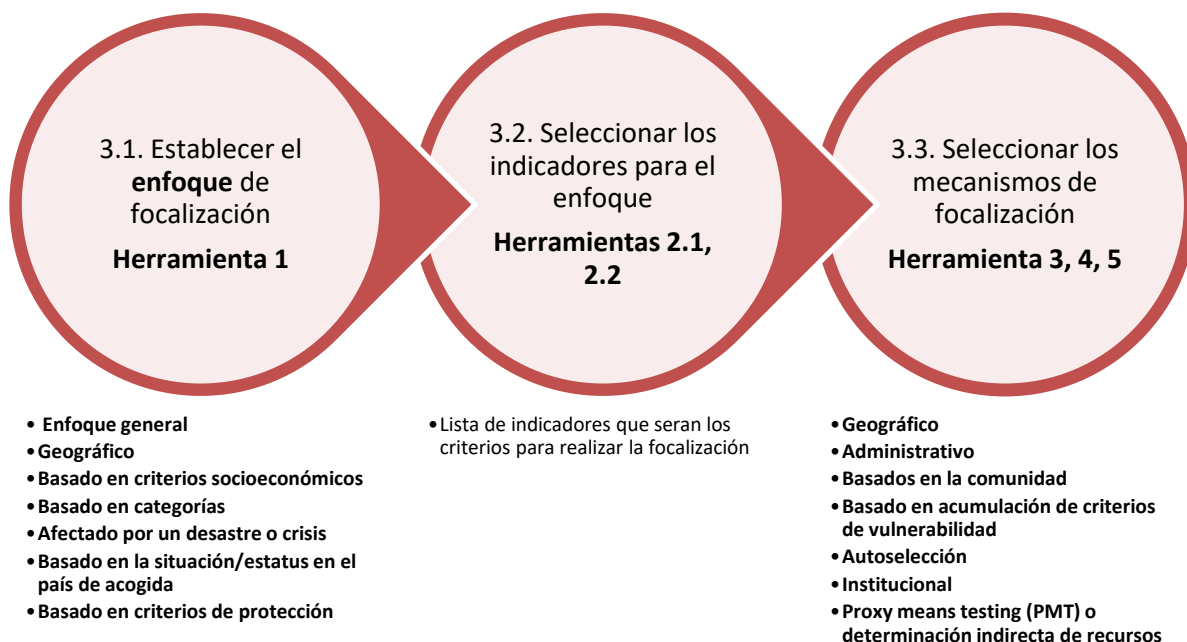 3.1. Establecer el
enfoque de
focalización
Herramienta 1
3.2. Seleccionar los
indicadores para el
enfoque
Herramientas 2.1,
2.2
3.3. Seleccionar los
mecanismos de
focalización
Herramienta 3, 4, 5
• Enfoque general
• Geográfico
• Basado en criterios socioeconómicos
• Basado en categorías
• Afectado por un desastre o crisis
• Basado en la situación/estatus en el
país de acogida
• Basado en criterios de protección
• Lista de indicadores que seran los
criterios para realizar la focalización
• Geográfico
• Administrativo
• Basados en la comunidad
• Basado en acumulación de criterios
de vulnerabilidad
• Autoselección
• Institucional
• Proxy means testing (PMT) o
determinación indirecta de recursos